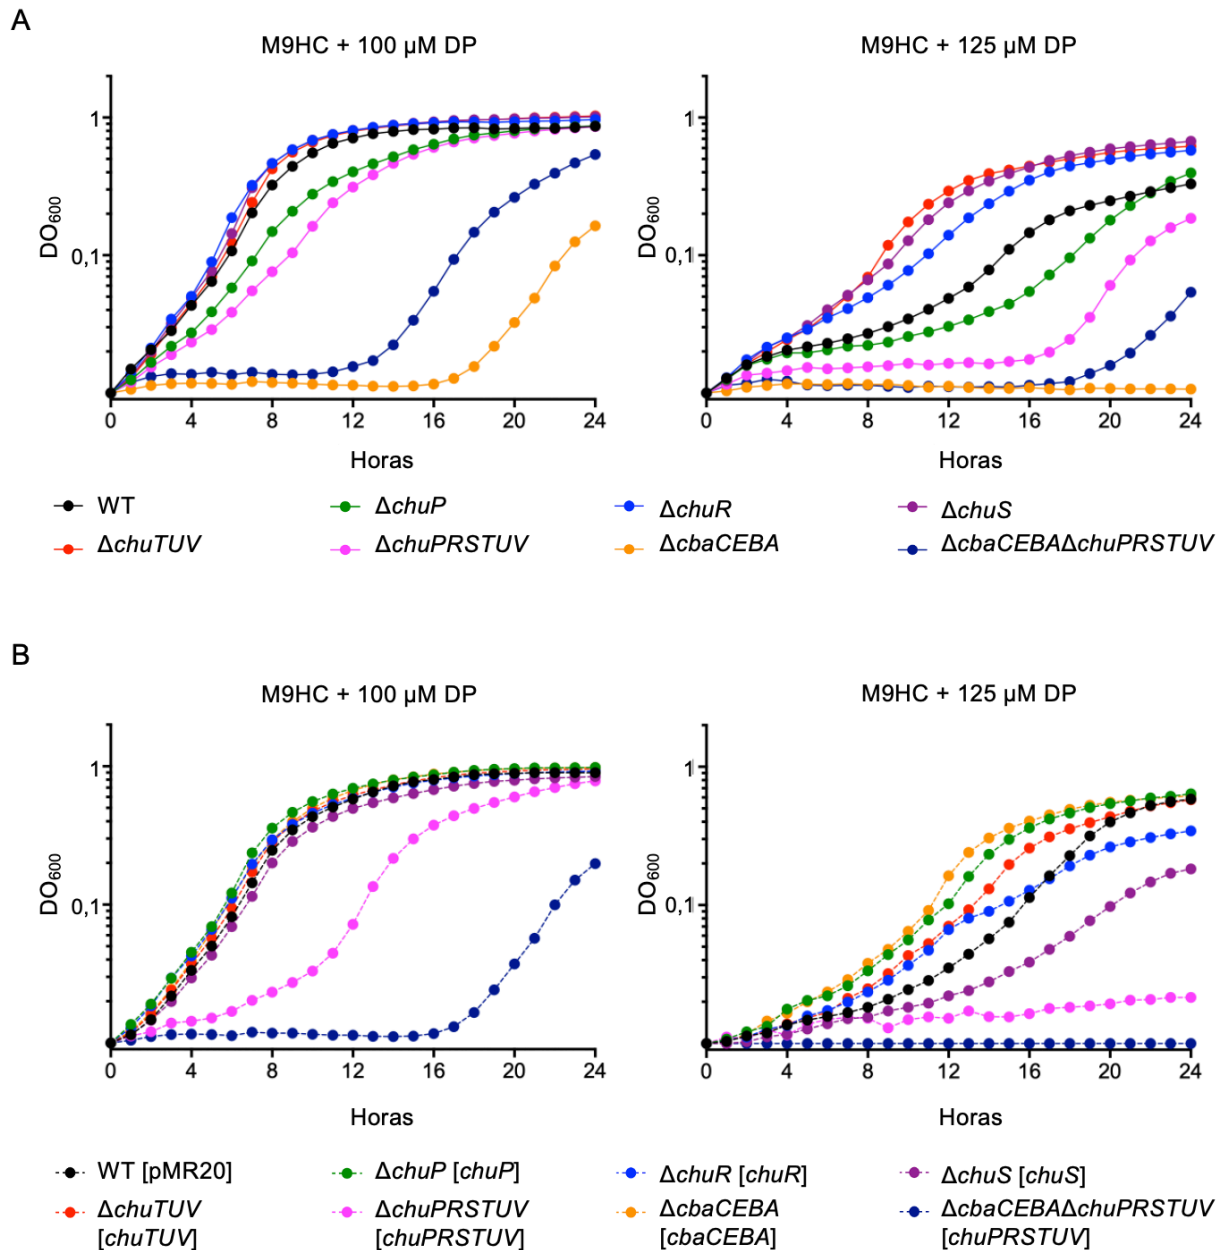 A
M9HC + 100 µM DP
M9HC + 125 µM DP
DO600
1
0,1
0 4 8 12 16 20 24
Horas
DO600
1
0,1
0 4 8 12 16 20 24
Horas
WT
ΔchuP
ΔchuR
ΔchuS
ΔchuTUV
ΔchuPRSTUV
ΔcbaCEBA
ΔcbaCEBAΔchuPRSTUV
B
M9HC + 100 µM DP
M9HC + 125 µM DP
DO600
1
0,1
0 4 8 12 16 20 24
Horas
DO600
1
0,1
0 4 8 12 16 20 24
Horas
WT [pMR20]
ΔchuP [chuP]
ΔchuR [chuR]
ΔchuS [chuS]
ΔchuTUV
[chuTUV]
ΔchuPRSTUV
[chuPRSTUV]
ΔcbaCEBA
[cbaCEBA]
ΔcbaCEBAΔchuPRSTUV
[chuPRSTUV]